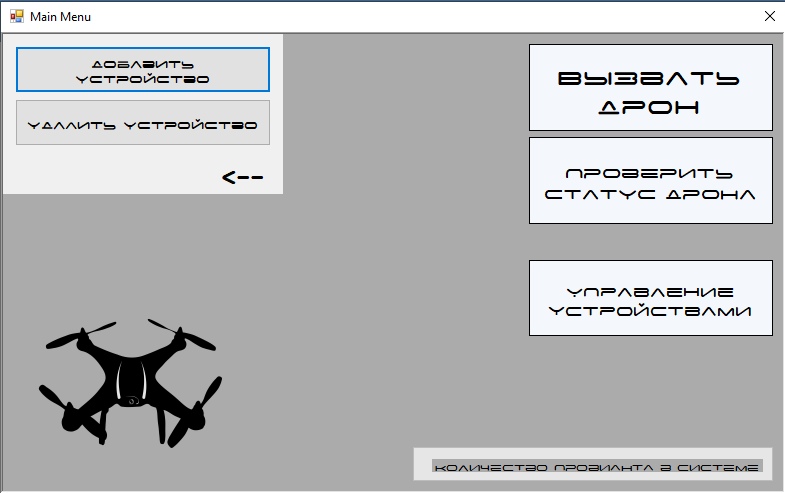 Main Menu
ДОБАВИТЬ
УСТРОЙСТВО
УДАЛИТЬ УСТРОЙСТВО
<--
ВЫЗВАТЬ
ДРОН
ПРОВЕРИТЬ
СТАТУС ДРОНА
УПРАВЛЕНИЕ
УСТРОЙСТВАМИ
КОЛИЧЕСТВО ПРОВИАНТА В СИСТЕМЕ